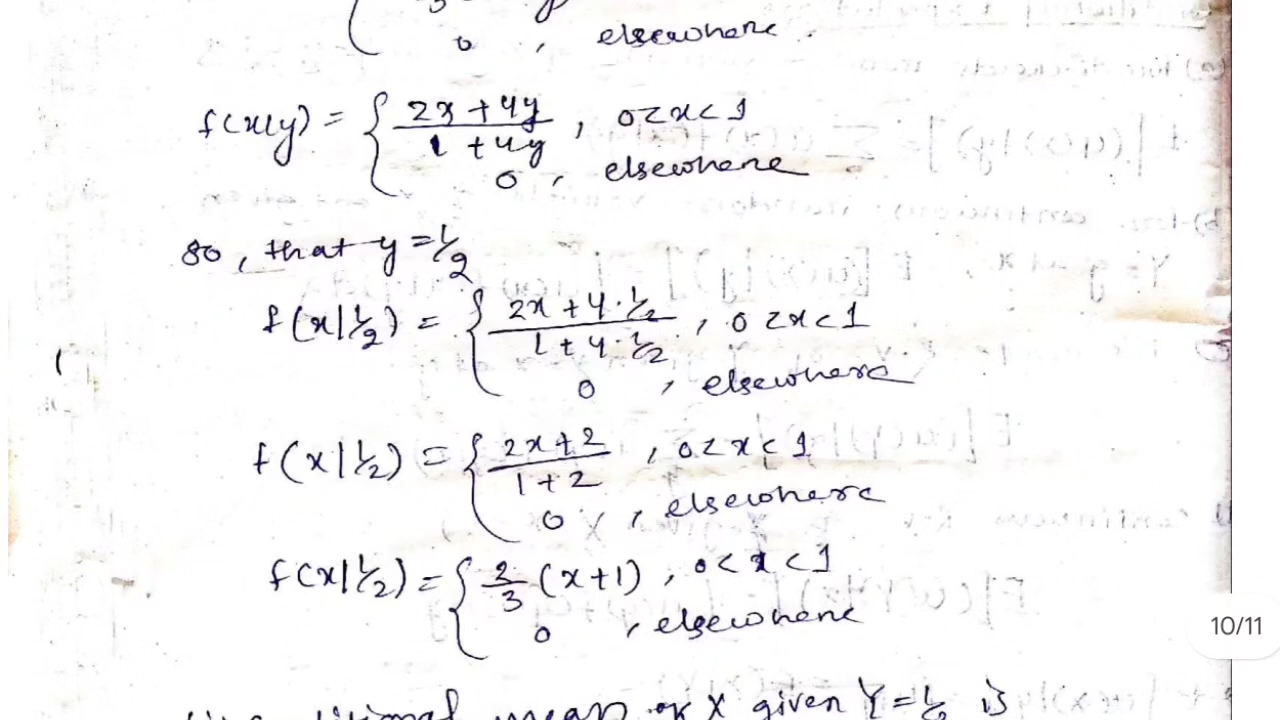 0 , elsewhere .
f(x|y) = { 2x + 4y / 1 + 4y , 0<x<1
0 , elsewhere
so, that y = 1/2
f(x|1/2) = { 2x + 4·1/2 / 1 + 4·1/2 , 0<x<1
0 , elsewhere
f(x|1/2) = { 2x+2 / 1+2 , 0<x<1
0 , elsewhere
f(x|1/2) = { 2/3 (x+1) , 0<x<1
0 , elsewhere
10/11
mean of X given Y=1/2 is